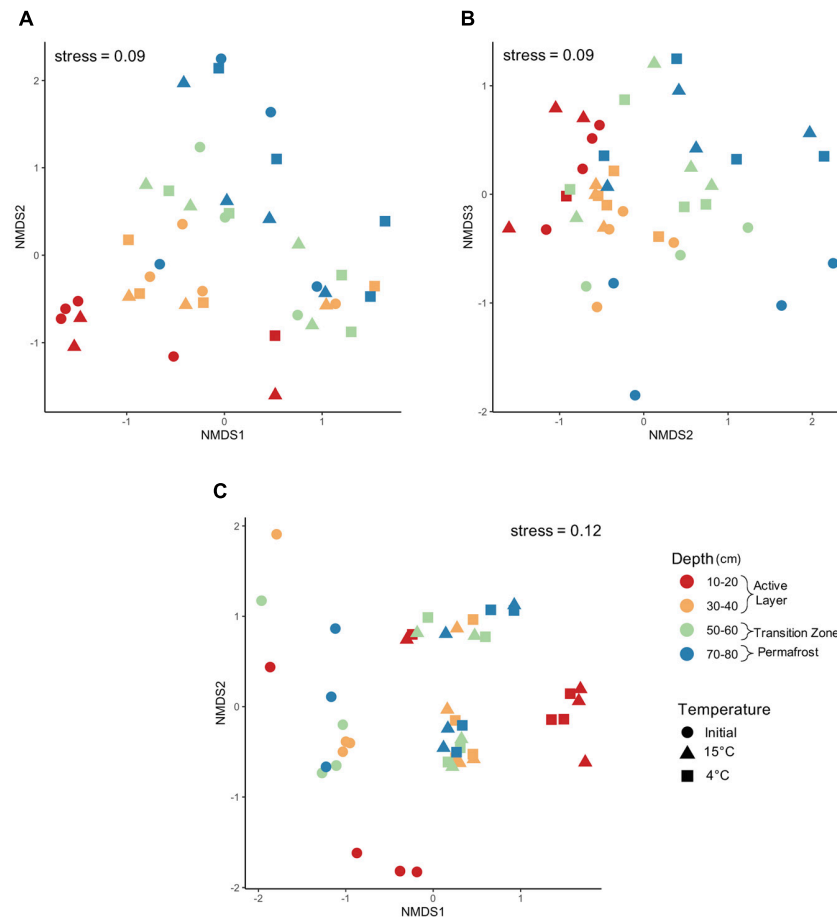 A
stress = 0.09
2
1
0
-1
NMDS2
-1
0
1
NMDS1
B
stress = 0.09
1
0
-1
-2
NMDS3
-1
0
1
2
NMDS2
C
stress = 0.12
2
1
0
-1
-2
NMDS2
-2
-1
0
1
NMDS1
Depth (cm)
10-20
30-40
Active
Layer
50-60
Transition Zone
70-80
Permafrost
Temperature
Initial
15°C
4°C